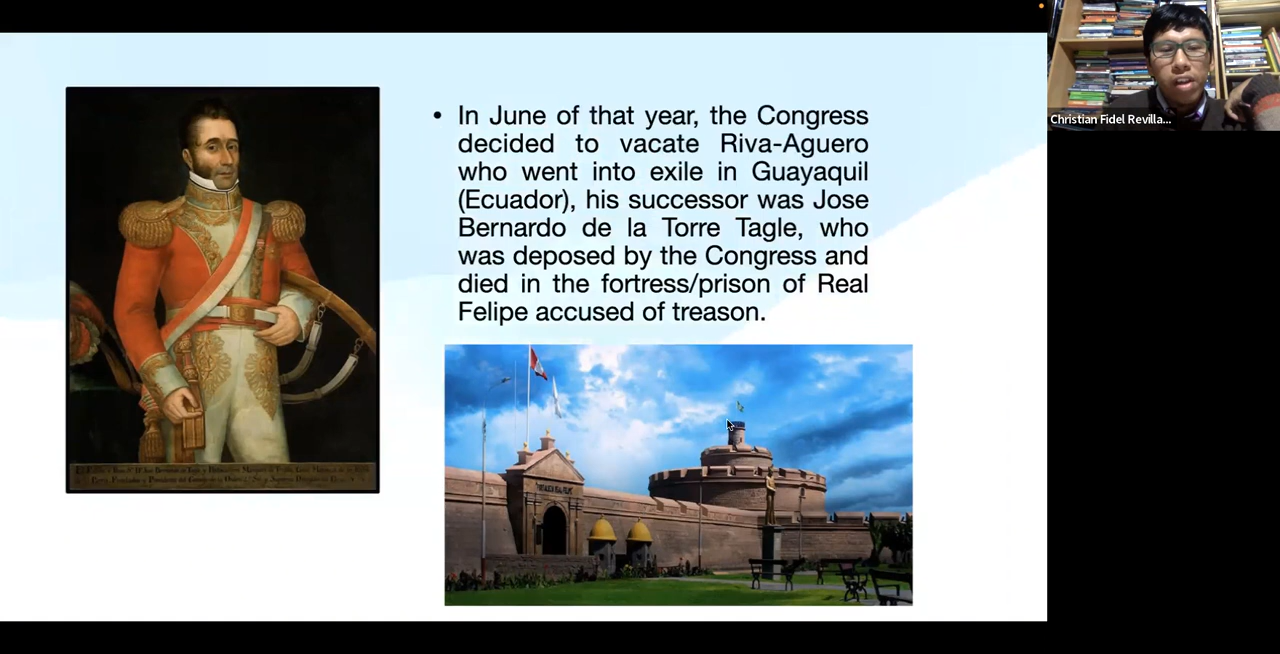 • In June of that year, the Congress
decided to vacate Riva-Aguero
who went into exile in Guayaquil
(Ecuador), his successor was Jose
Bernardo de la Torre Tagle, who
was deposed by the Congress and
died in the fortress/prison of Real
Felipe accused of treason.
REAL FELIPE
Christian Fidel Revilla...